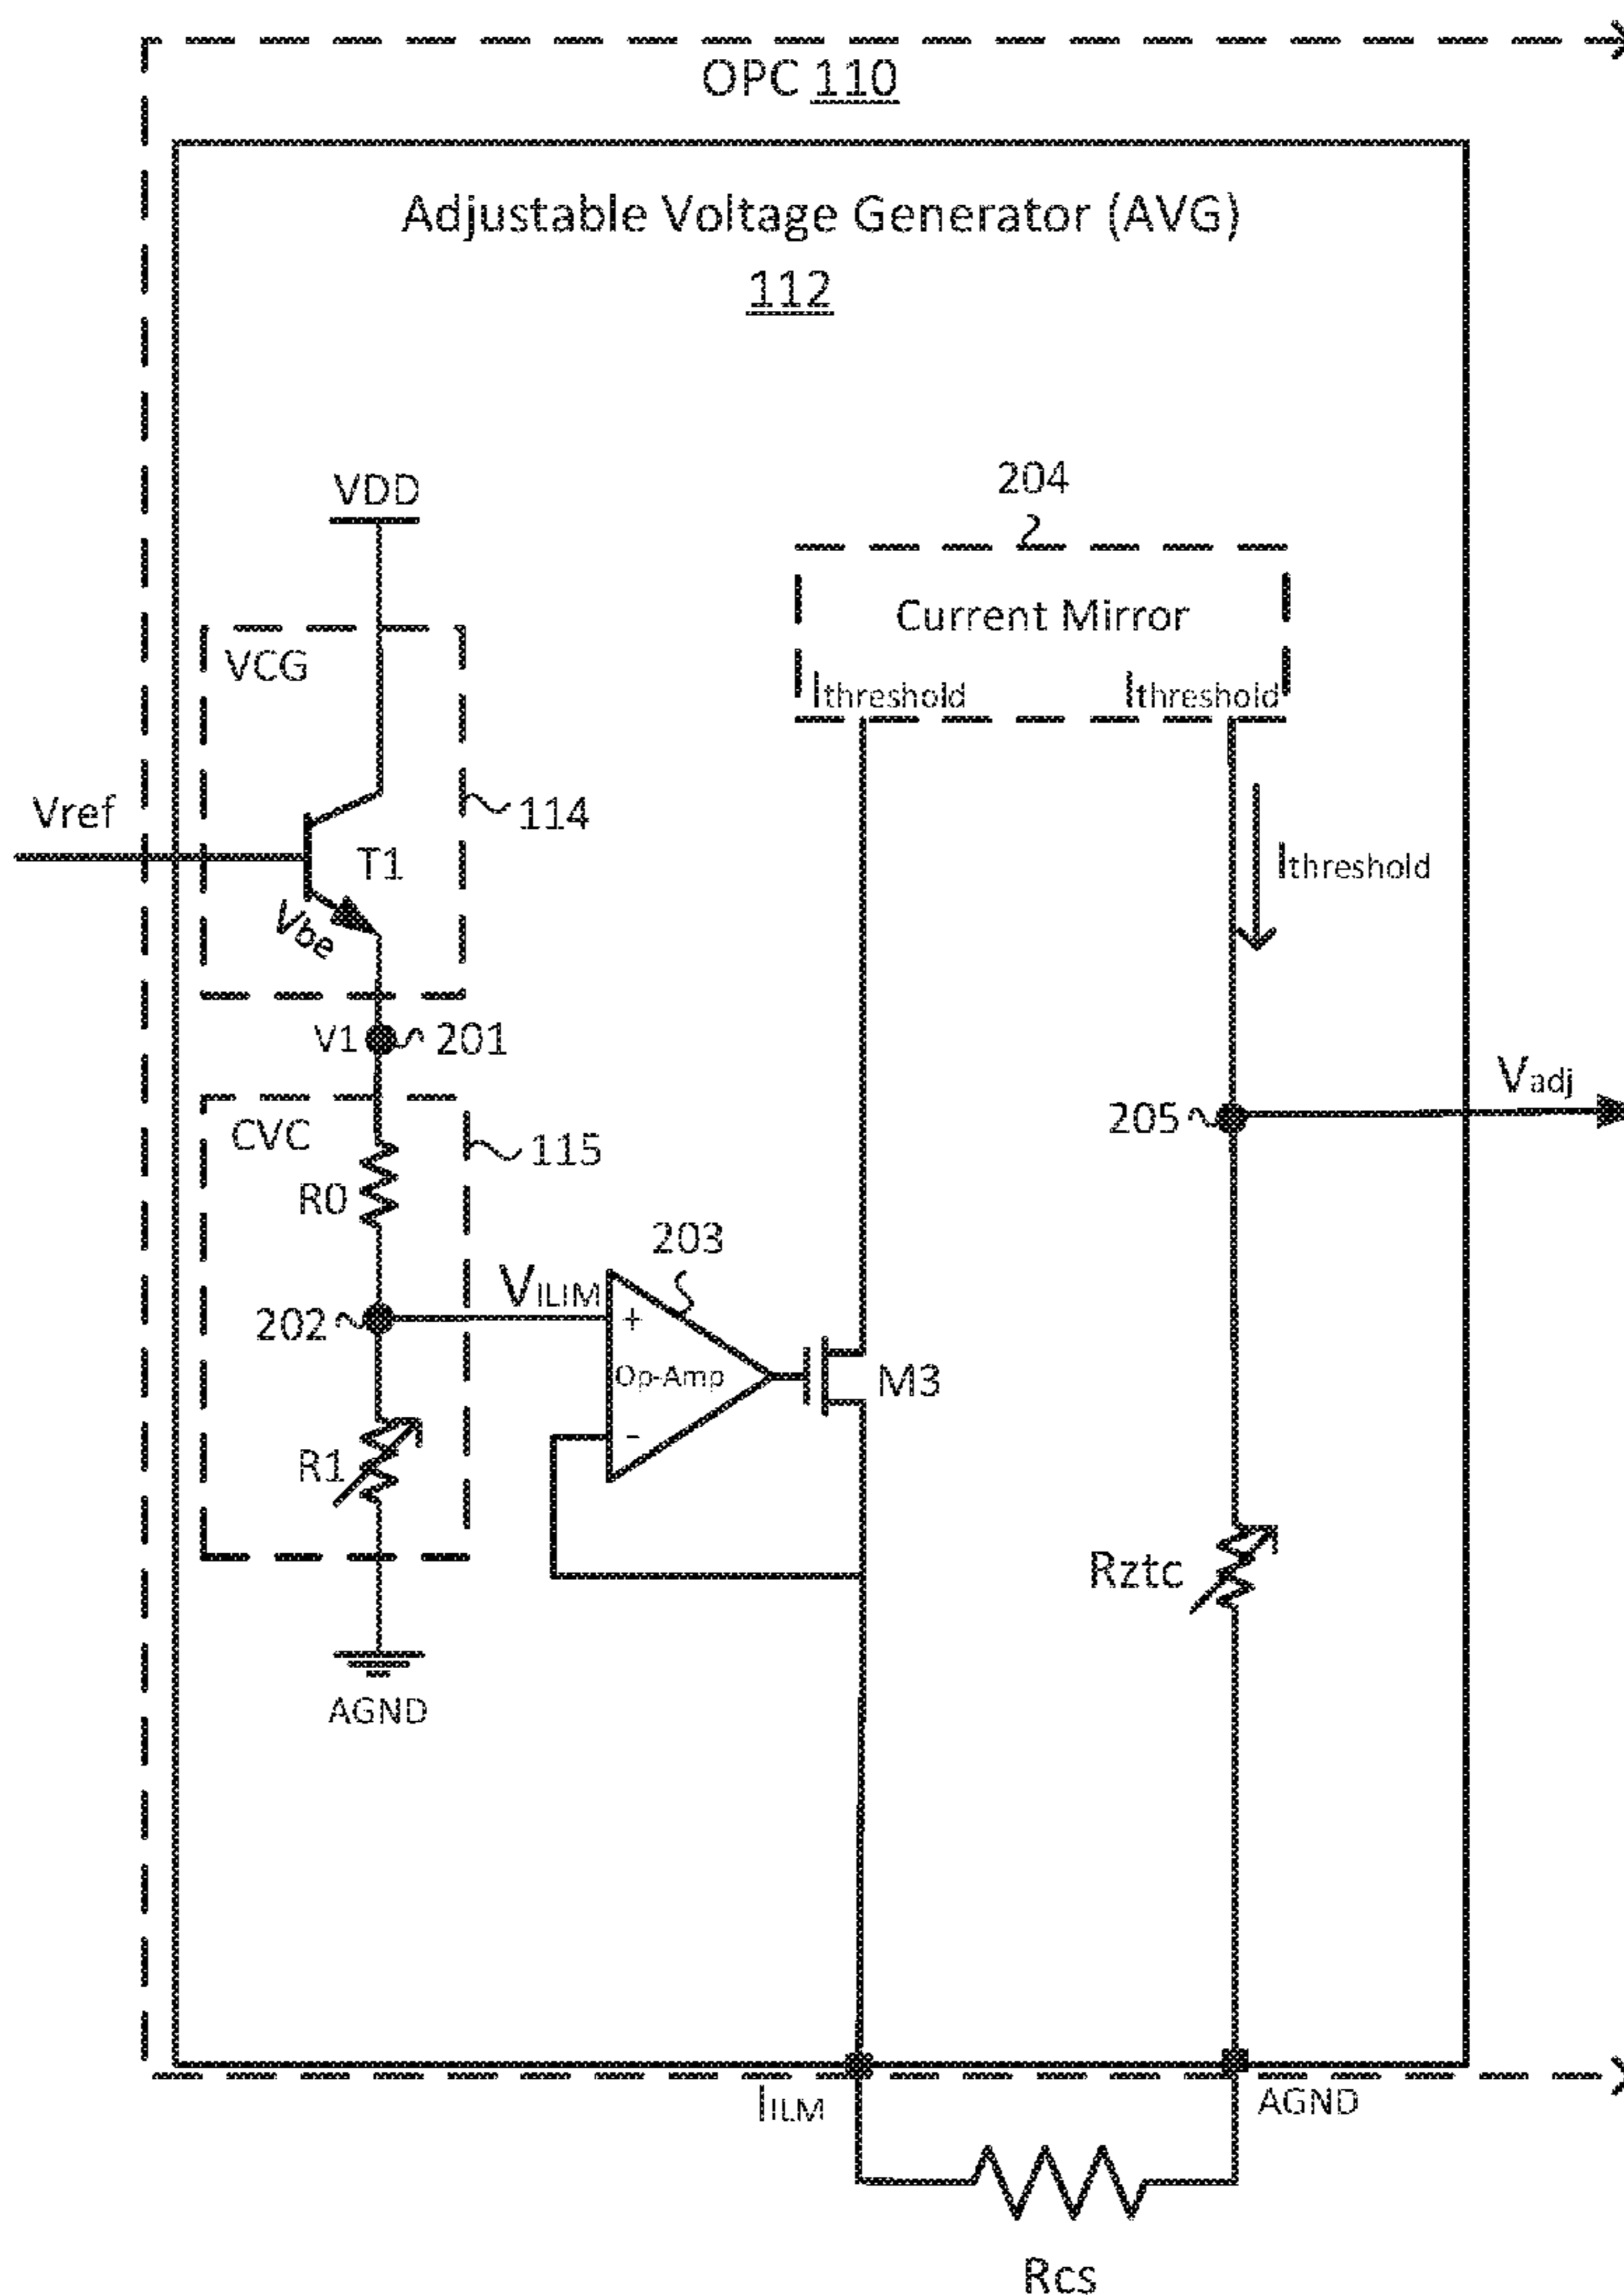 OPC 110
Adjustable Voltage Generator (AVG)
112
VDD
204
VCG
Current Mirror
Ithreshold
Ithreshold
114
Vref
T1
Ithreshold
Vbe
V1
201
Vadj
205
CVC
115
R0
203
202
VILIM
+
Op-Amp
M3
-
R1
Rztc
AGND
IILM
AGND
Rcs